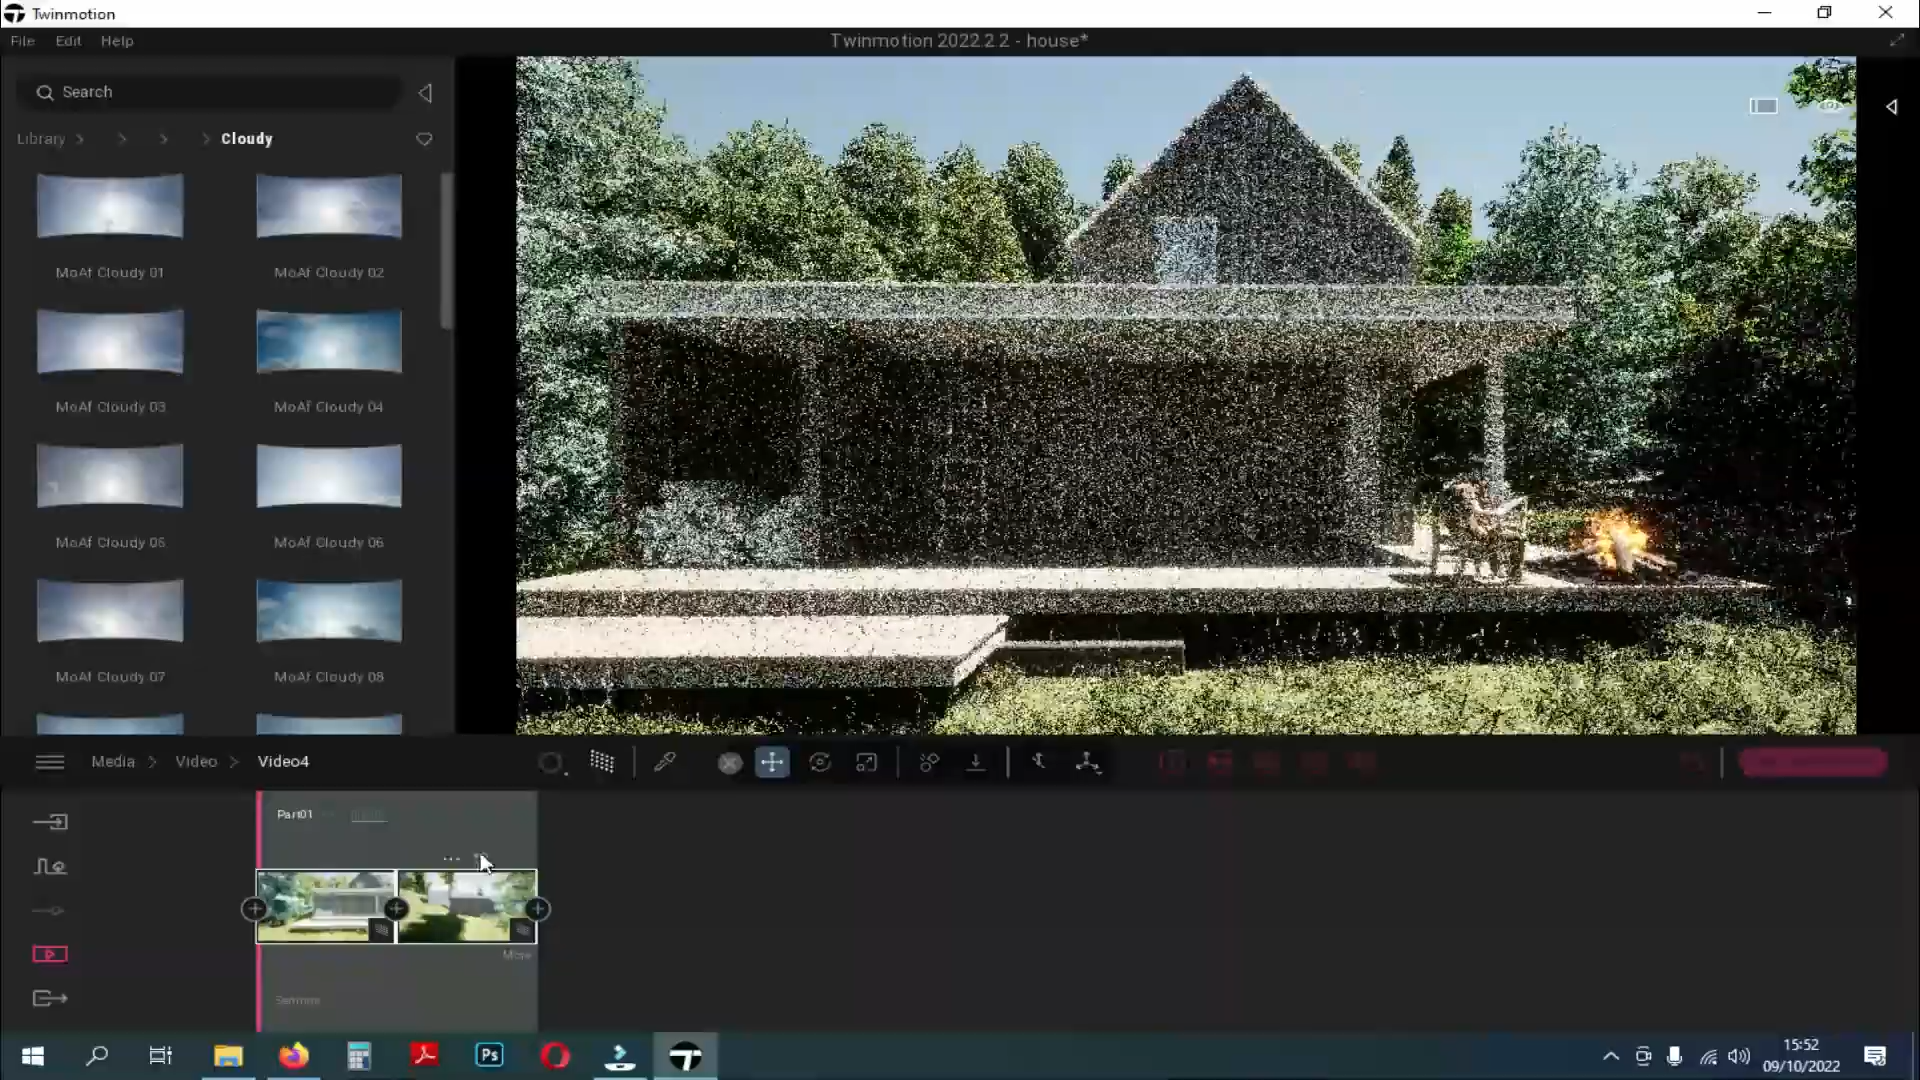 Twinmotion
File Edit Help
Twinmotion 2022.2.2 - house*
Search
Library > > > > Cloudy
MoAf Cloudy 01
MoAf Cloudy 02
MoAf Cloudy 03
MoAf Cloudy 04
MoAf Cloudy 05
MoAf Cloudy 06
MoAf Cloudy 07
MoAf Cloudy 08
Media > Video > Video4
Part01
More
Ps
15:52
09/10/2022